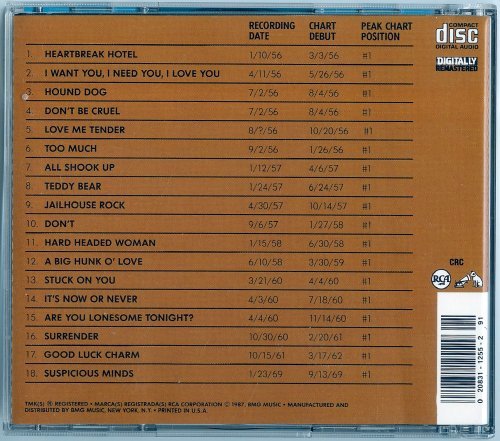 RECORDING DATE CHART DEBUT PEAK CHART POSITION
1. HEARTBREAK HOTEL 1/10/56 3/3/56 #1
2. I WANT YOU, I NEED YOU, I LOVE YOU 4/11/56 5/26/56 #1
3. HOUND DOG 7/2/56 8/4/56 #1
4. DON'T BE CRUEL 7/2/56 8/4/56 #1
5. LOVE ME TENDER 8/?/56 10/20/56 #1
6. TOO MUCH 9/2/56 1/26/56 #1
7. ALL SHOOK UP 1/12/57 4/6/57 #1
8. TEDDY BEAR 1/24/57 6/24/57 #1
9. JAILHOUSE ROCK 4/30/57 10/14/57 #1
10. DON'T 9/6/57 1/27/58 #1
11. HARD HEADED WOMAN 1/15/58 6/30/58 #1
12. A BIG HUNK O' LOVE 6/10/58 3/30/59 #1
13. STUCK ON YOU 3/21/60 4/4/60 #1
14. IT'S NOW OR NEVER 4/3/60 7/18/60 #1
15. ARE YOU LONESOME TONIGHT? 4/4/60 11/14/60 #1
16. SURRENDER 10/30/60 2/20/61 #1
17. GOOD LUCK CHARM 10/15/61 3/17/62 #1
18. SUSPICIOUS MINDS 1/23/69 9/13/69 #1
COMPACT
disc
DIGITAL AUDIO
DIGITALLY
REMASTERED
CRC
RCA
0 20831-1255-2 91
TMK(S) ® REGISTERED • MARCA(S) REGISTRADA(S) RCA CORPORATION © 1987, BMG MUSIC • MANUFACTURED AND
DISTRIBUTED BY BMG MUSIC, NEW YORK, N.Y. • PRINTED IN U.S.A.